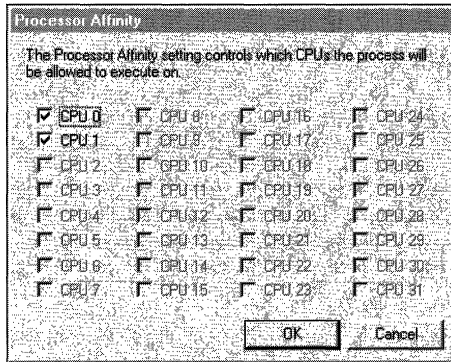 Processor Affinity
The Processor Affinity setting controls which CPUs the process will
be allowed to execute on.
CPU 0 CPU 8 CPU 16 CPU 24
CPU 1 CPU 9 CPU 17 CPU 25
CPU 2 CPU 10 CPU 18 CPU 26
CPU 3 CPU 11 CPU 19 CPU 27
CPU 4 CPU 12 CPU 20 CPU 28
CPU 5 CPU 13 CPU 21 CPU 29
CPU 6 CPU 14 CPU 22 CPU 30
CPU 7 CPU 15 CPU 23 CPU 31
OK Cancel